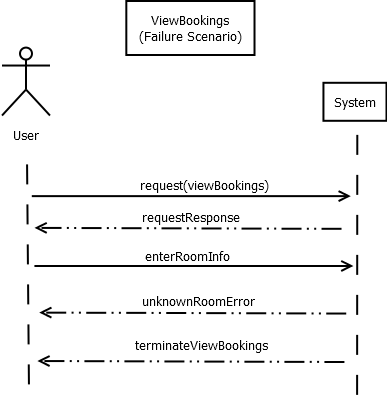 ViewBookings
(Failure Scenario)
System
User
request(viewBookings)
requestResponse
enterRoomInfo
unknownRoomError
terminateViewBookings